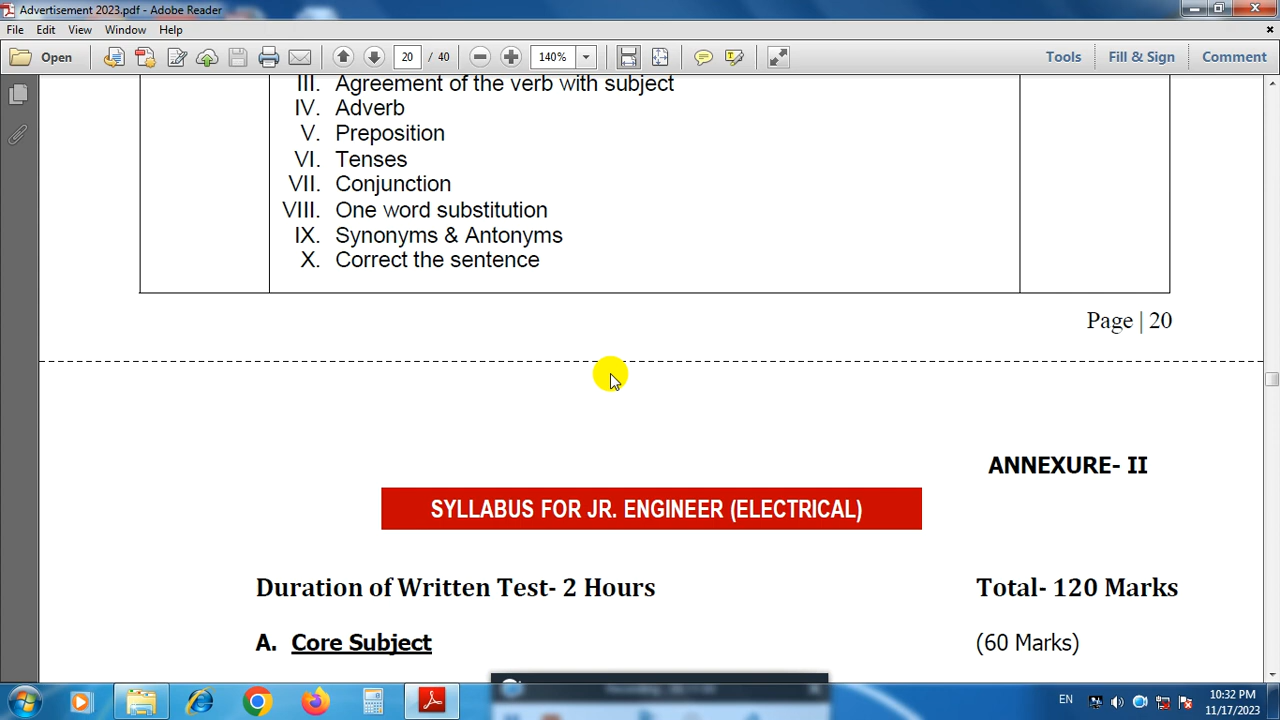 Advertisement 2023.pdf - Adobe Reader
File Edit View Window Help
Open 20 / 40 140% Tools Fill & Sign Comment
III. Agreement of the verb with subject
IV. Adverb
V. Preposition
VI. Tenses
VII. Conjunction
VIII. One word substitution
IX. Synonyms & Antonyms
X. Correct the sentence
Page | 20
ANNEXURE- II
SYLLABUS FOR JR. ENGINEER (ELECTRICAL)
Duration of Written Test- 2 Hours Total- 120 Marks
A. Core Subject (60 Marks)
EN 10:32 PM
11/17/2023